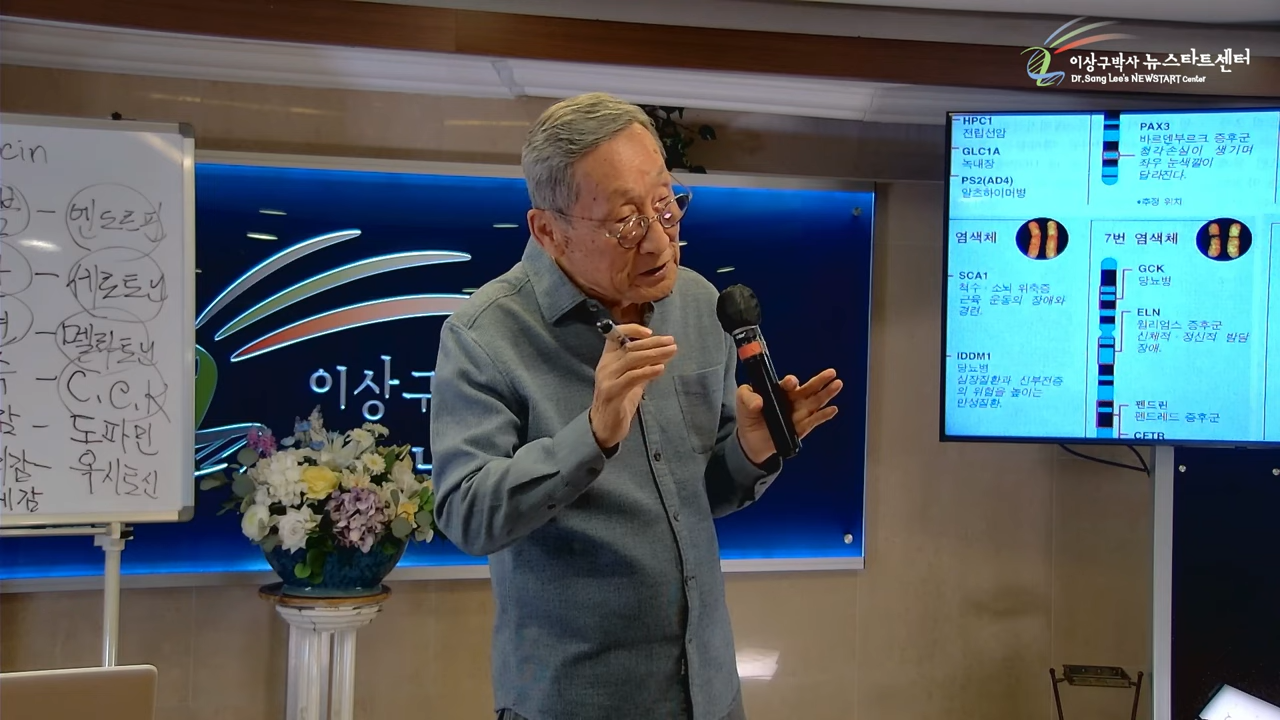 이상구박사 뉴스타트센터
Dr. Sang Lee's NEWSTART Center
cin
엔도르핀
세로토닌
멜라토닌
C.C.K
도파민
옥시토신
이상구
HPC1
전립선암
GLC1A
녹내장
PS2(AD4)
알츠하이머병
PAX3
바르덴부르크 증후군
청각손실이 생기며
좌우 눈색깔이
달라진다.
*추정 위치
염색체
SCA1
척수·소뇌 위축증
근육 운동의 장애와
경련.
IDDM1
당뇨병
심장질환과 신부전증
의 위험을 높이는
만성질환.
7번 염색체
GCK
당뇨병
ELN
윌리엄스 증후군
신체적·정신적 발달
장애.
펜드린
펜드레드 증후군
CFTR